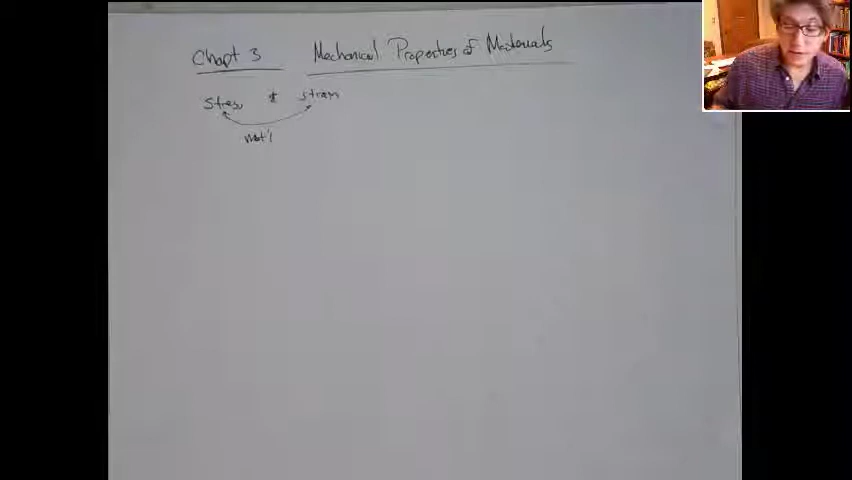 Chapt 3 Mechanical Properties of Materials
Stress & strain
mat'l